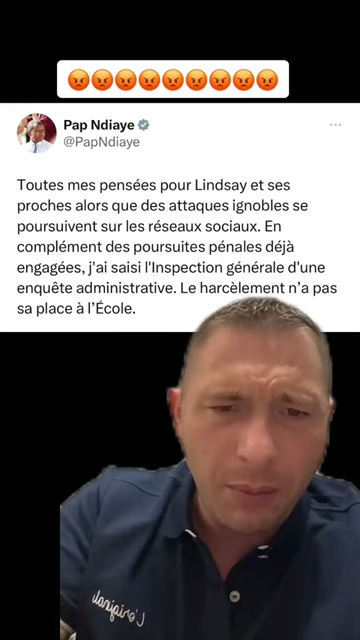 Pap Ndiaye
@PapNdiaye
Toutes mes pensées pour Lindsay et ses
proches alors que des attaques ignobles se
poursuivent sur les réseaux sociaux. En
complément des poursuites pénales déjà
engagées, j'ai saisi l'Inspection générale d'une
enquête administrative. Le harcèlement n'a pas
sa place à l'École.